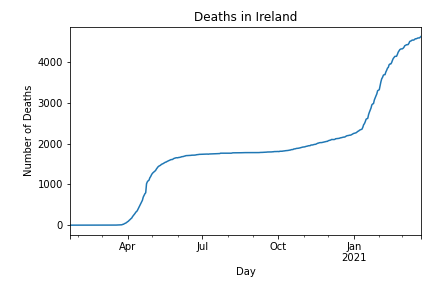 Deaths in Ireland
Number of Deaths
4000
3000
2000
1000
0
Apr
Jul
Oct
Jan
2021
Day